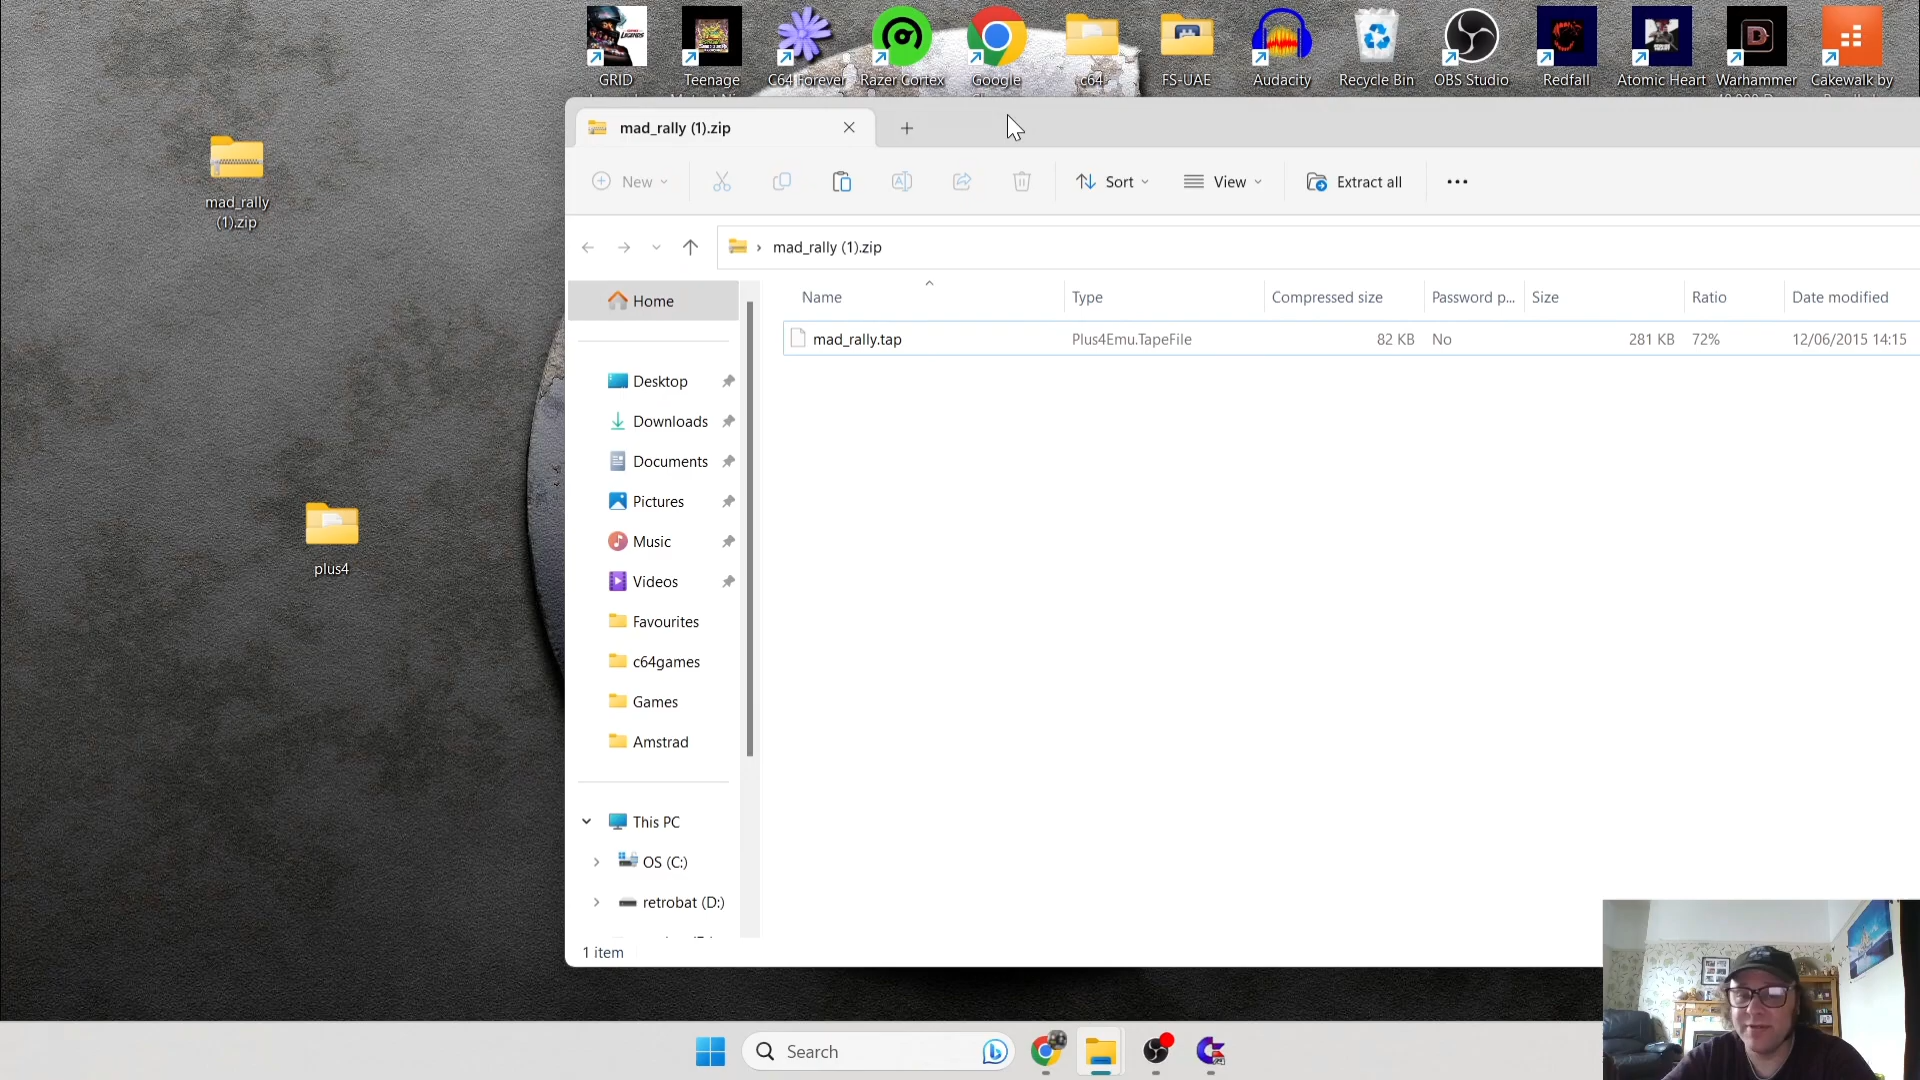 GRID
Teenage
C64 Forever
Razer Cortex
Google
c64
FS-UAE
Audacity
Recycle Bin
OBS Studio
Redfall
Atomic Heart
Warhammer
Cakewalk by
mad_rally
(1).zip
plus4
mad_rally (1).zip
New
Sort
View
Extract all
mad_rally (1).zip
Name
Type
Compressed size
Password p...
Size
Ratio
Date modified
mad_rally.tap
Plus4Emu.TapeFile
82 KB
No
281 KB
72%
12/06/2015 14:15
Home
Desktop
Downloads
Documents
Pictures
Music
Videos
Favourites
c64games
Games
Amstrad
This PC
OS (C:)
retrobat (D:)
1 item
Search